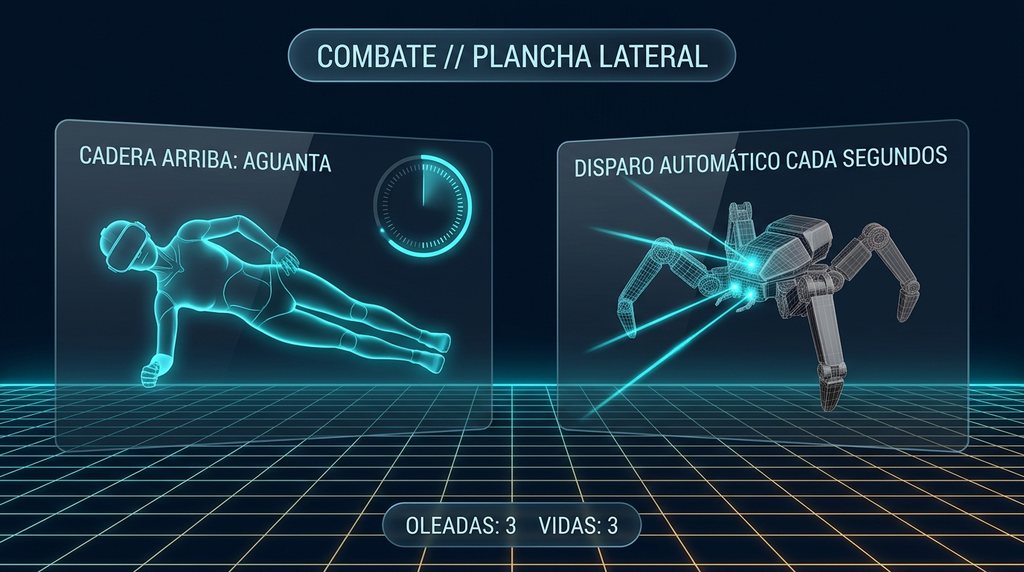 COMBATE // PLANCHA LATERAL
CADERA ARRIBA: AGUANTA
DISPARO AUTOMÁTICO CADA SEGUNDOS
OLEADAS: 3 VIDAS: 3